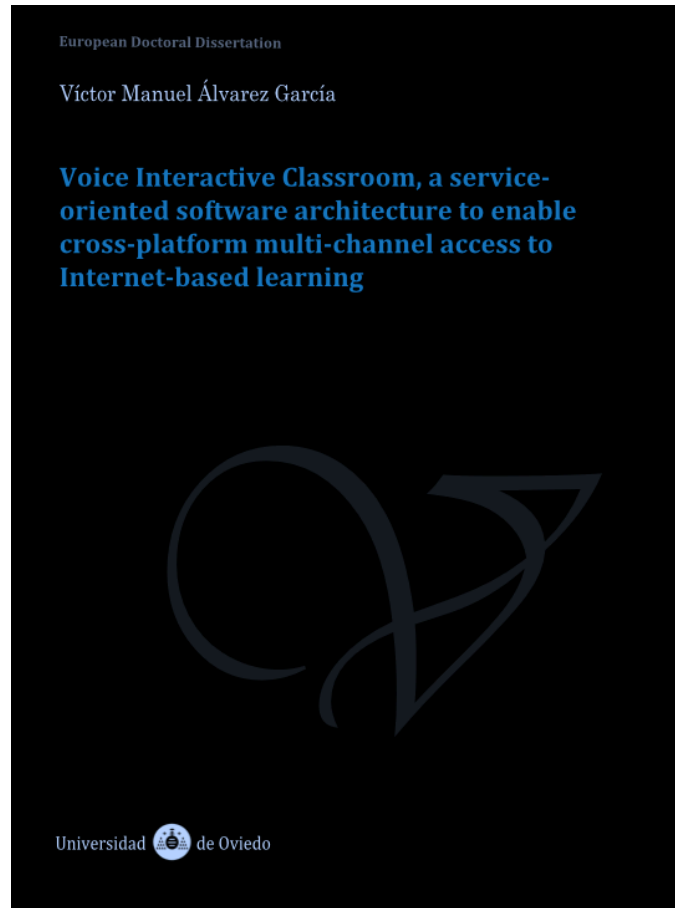 European Doctoral Dissertation
Víctor Manuel Álvarez García
Voice Interactive Classroom, a service-
oriented software architecture to enable
cross-platform multi-channel access to
Internet-based learning
Universidad de Oviedo